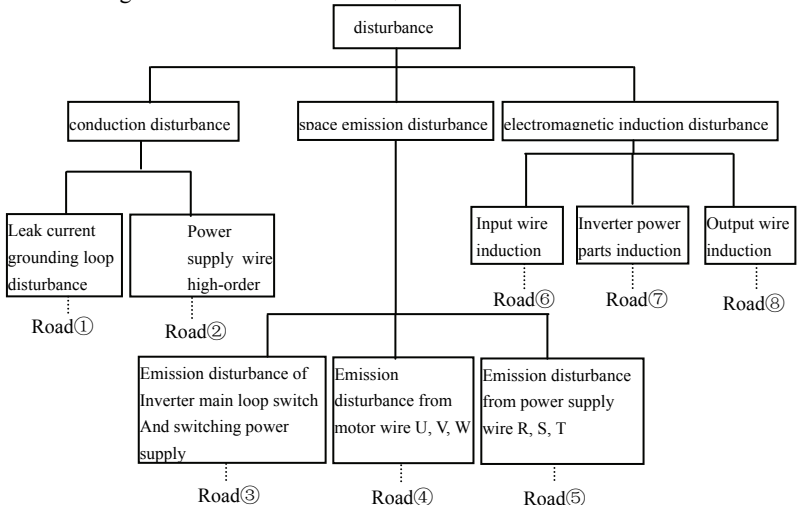 disturbance
conduction disturbance
space emission disturbance
electromagnetic induction disturbance
Leak current
grounding loop
disturbance
Power
supply wire
high-order
Input wire
induction
Inverter power
parts induction
Output wire
induction
Road①
Road②
Road⑥
Road⑦
Road⑧
Emission disturbance of
Inverter main loop switch
And switching power
supply
Emission
disturbance from
motor wire U, V, W
Emission disturbance
from power supply
wire R, S, T
Road③
Road④
Road⑤